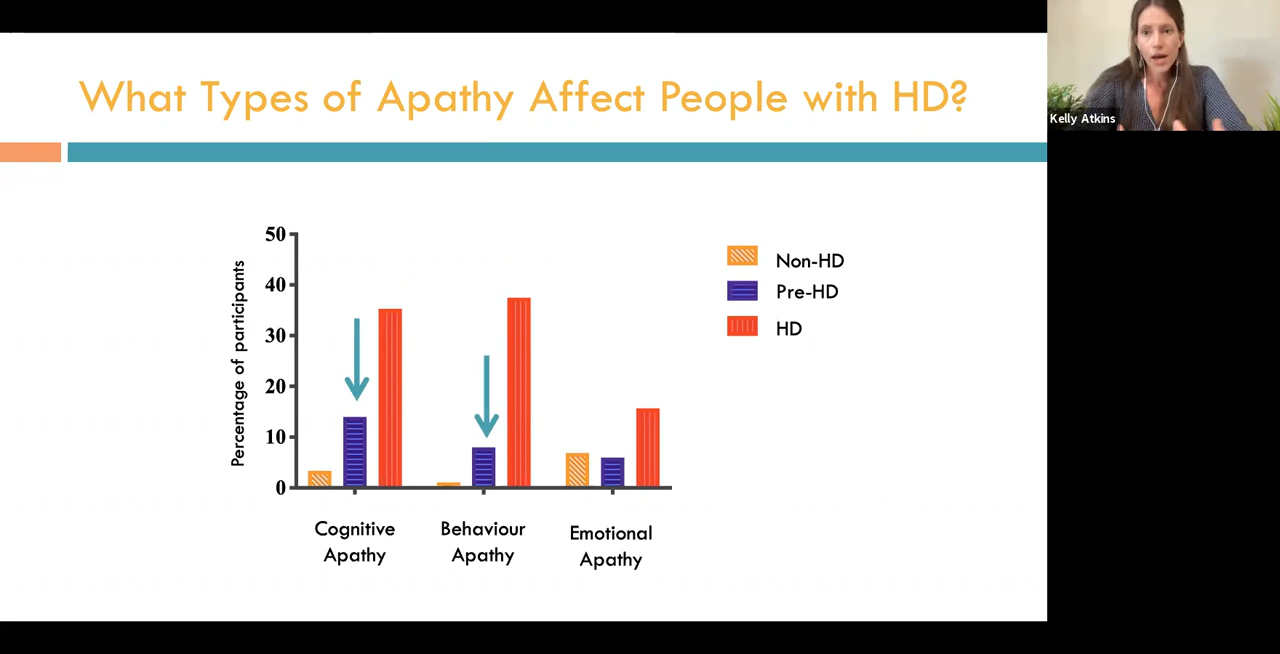 What Types of Apathy Affect People with HD?
Kelly Atkins
Percentage of participants
50
40
30
20
10
0
Non-HD
Pre-HD
HD
Cognitive
Apathy
Behaviour
Apathy
Emotional
Apathy